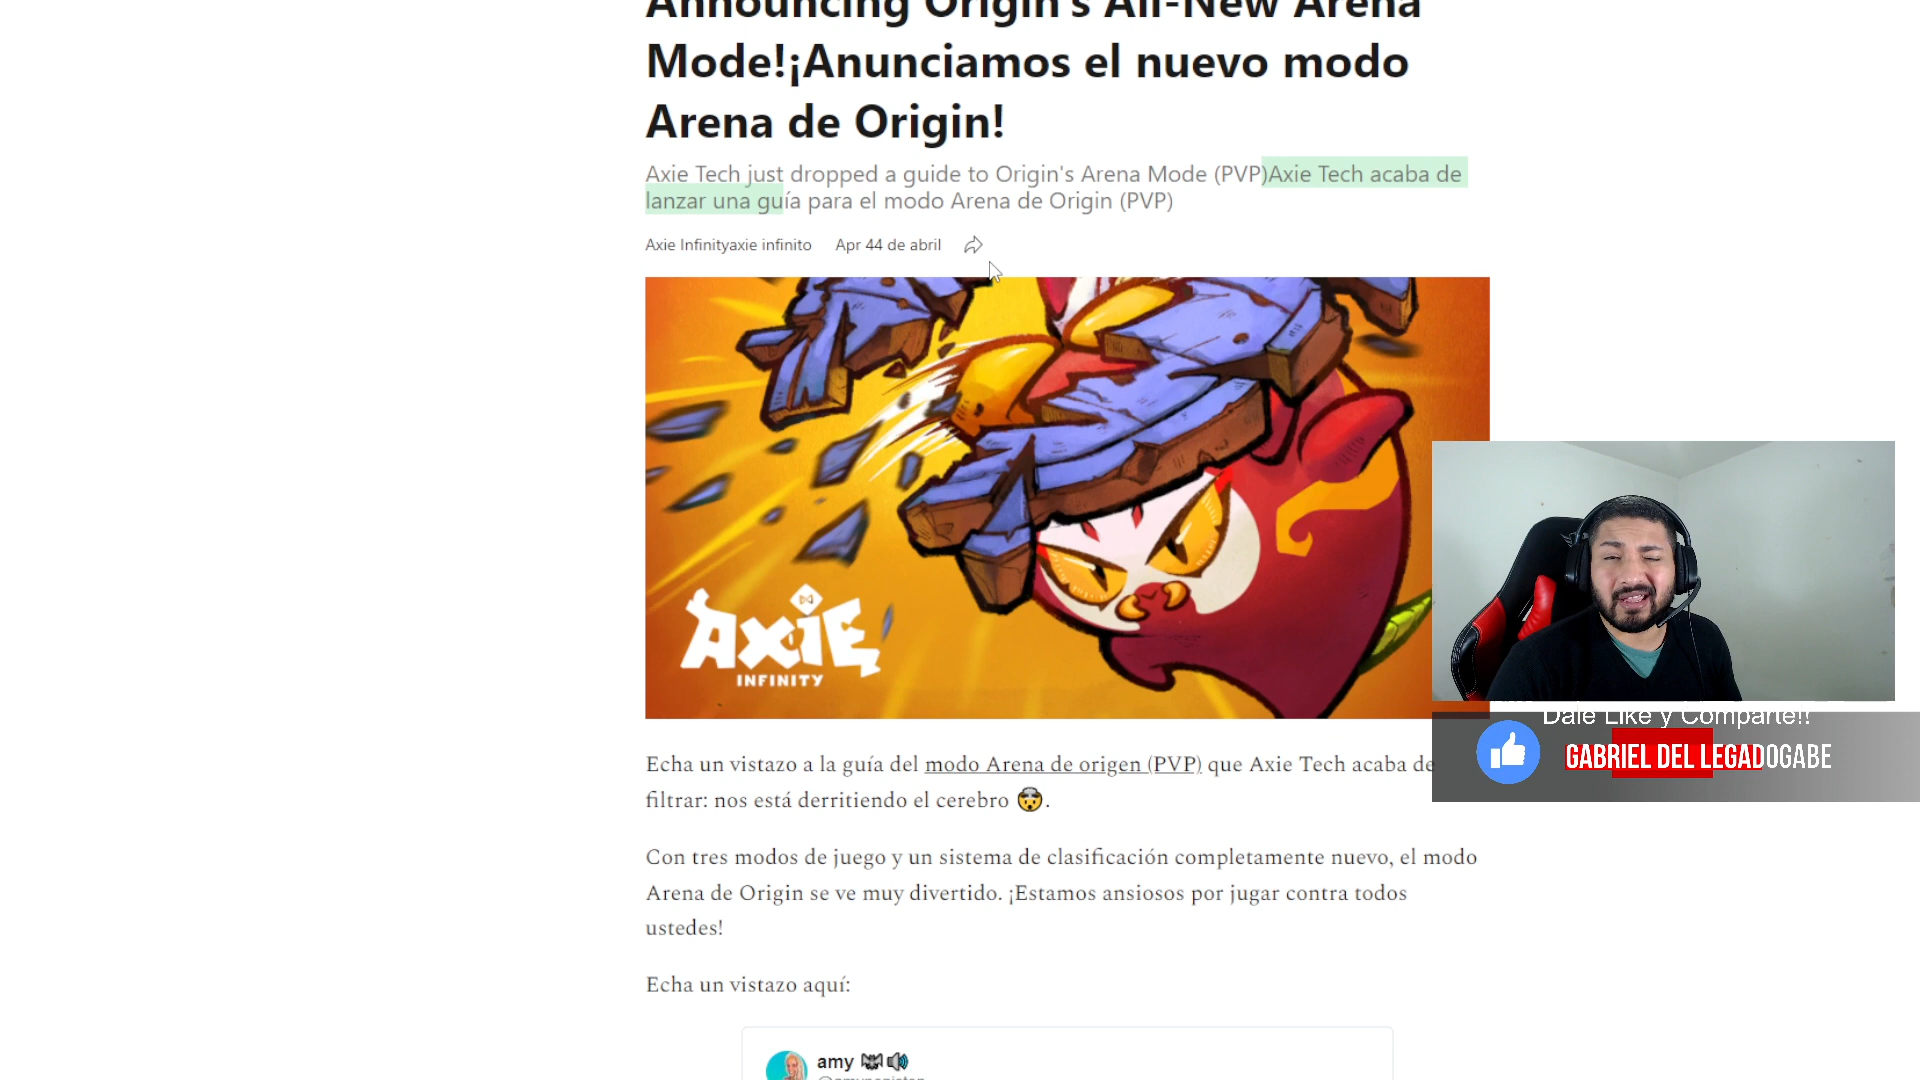 Announcing Origin's All-New Arena
Mode!¡Anunciamos el nuevo modo
Arena de Origin!
Axie Tech just dropped a guide to Origin's Arena Mode (PVP)Axie Tech acaba de
lanzar una guía para el modo Arena de Origin (PVP)
Axie Infinityaxie infinito Apr 44 de abril
AXIE
INFINITY
Dale Like y Comparte!!
GABRIEL DEL LEGADOGABE
Echa un vistazo a la guía del modo Arena de origen (PVP) que Axie Tech acaba de
filtrar: nos está derritiendo el cerebro 🤯.
Con tres modos de juego y un sistema de clasificación completamente nuevo, el modo
Arena de Origin se ve muy divertido. ¡Estamos ansiosos por jugar contra todos
ustedes!
Echa un vistazo aquí:
amy